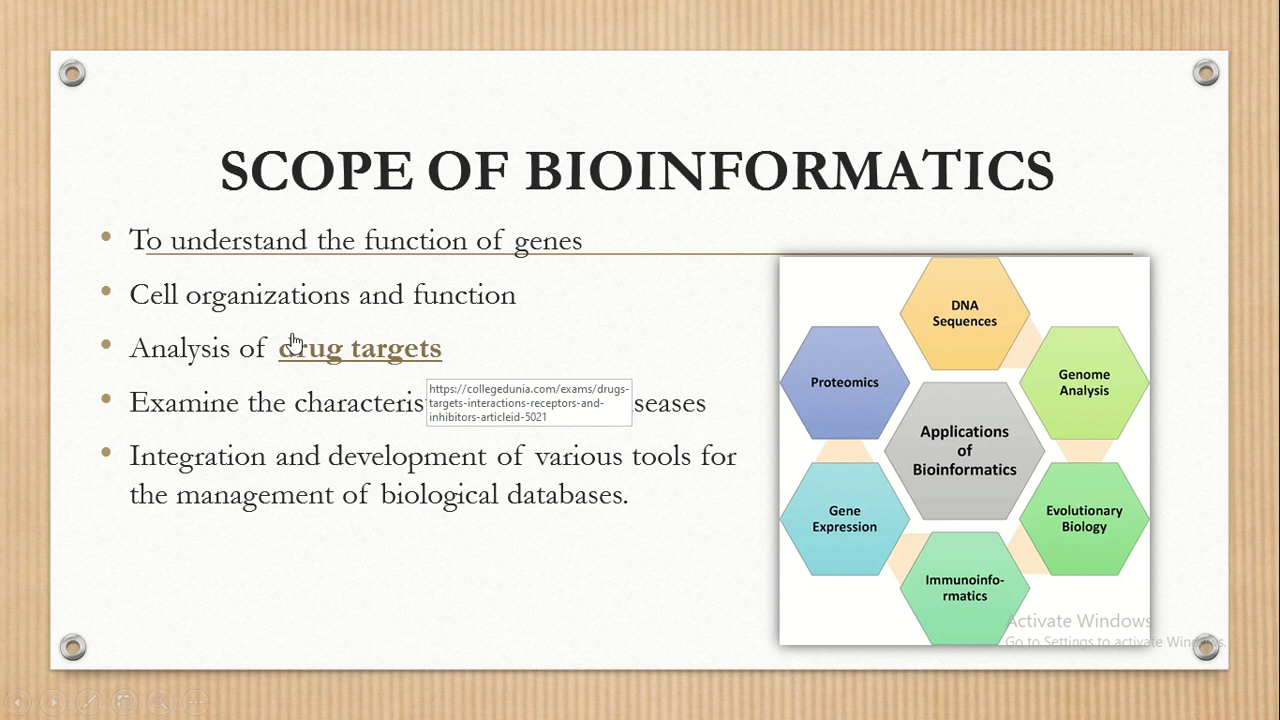 SCOPE OF BIOINFORMATICS
• To understand the function of genes
• Cell organizations and function
• Analysis of drug targets
• Examine the characteris seases
https://collegedunia.com/exams/drugs-
targets-interactions-receptors-and-
inhibitors-articleid-5021
• Integration and development of various tools for
the management of biological databases.
DNA
Sequences
Genome
Analysis
Evolutionary
Biology
Immunoinfo-
rmatics
Gene
Expression
Proteomics
Applications
of
Bioinformatics
Activate Windows
Go to Settings to activate Windows.